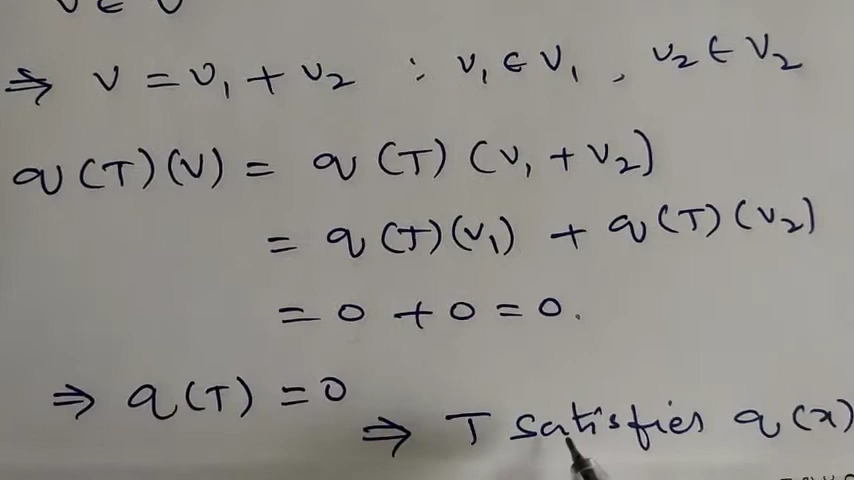 v ∈ V
⇒ v = v₁ + v₂ : v₁ ∈ V₁ , v₂ ∈ V₂
q(T)(v) = q(T)(v₁ + v₂)
= q(T)(v₁) + q(T)(v₂)
= 0 + 0 = 0.
⇒ q(T) = 0
⇒ T satisfies q(x)